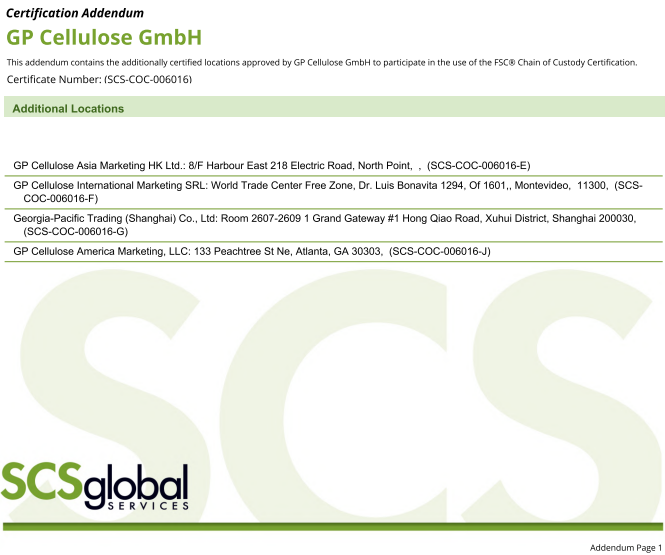 Certification Addendum
GP Cellulose GmbH
This addendum contains the additionally certified locations approved by GP Cellulose GmbH to participate in the use of the FSC® Chain of Custody Certification.
Certificate Number: (SCS-COC-006016)
Additional Locations
GP Cellulose Asia Marketing HK Ltd.: 8/F Harbour East 218 Electric Road, North Point,  ,  (SCS-COC-006016-E)
GP Cellulose International Marketing SRL: World Trade Center Free Zone, Dr. Luis Bonavita 1294, Of 1601,, Montevideo,  11300,  (SCS-
COC-006016-F)
Georgia-Pacific Trading (Shanghai) Co., Ltd: Room 2607-2609 1 Grand Gateway #1 Hong Qiao Road, Xuhui District, Shanghai 200030,
(SCS-COC-006016-G)
GP Cellulose America Marketing, LLC: 133 Peachtree St Ne, Atlanta, GA 30303,  (SCS-COC-006016-J)
SCS
SCSglobal
SERVICES
Addendum Page 1